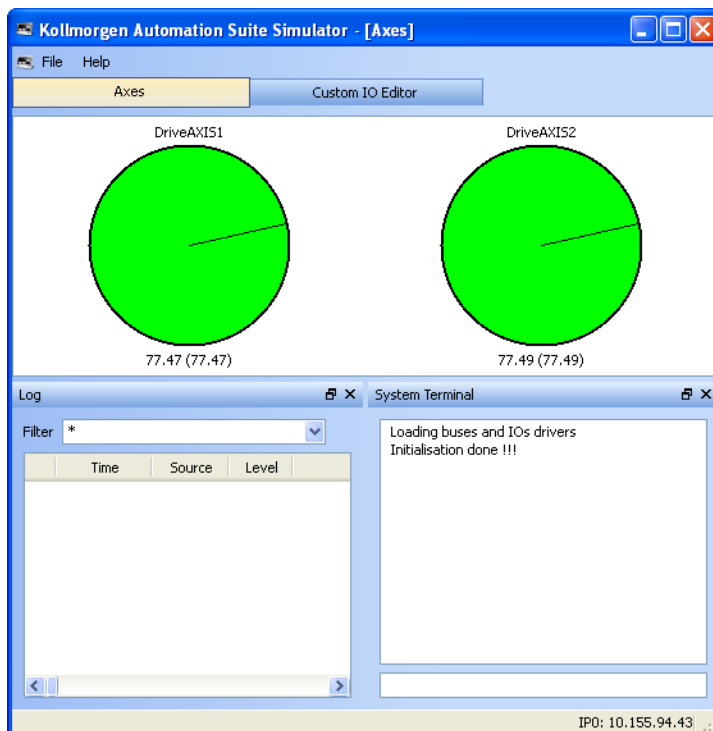 Kollmorgen Automation Suite Simulator - [Axes]
File Help
Axes Custom IO Editor
DriveAXIS1 DriveAXIS2
77.47 (77.47) 77.49 (77.49)
Log System Terminal
Filter *
Time Source Level
Loading buses and IOs drivers
Initialisation done !!!
IP0: 10.155.94.43